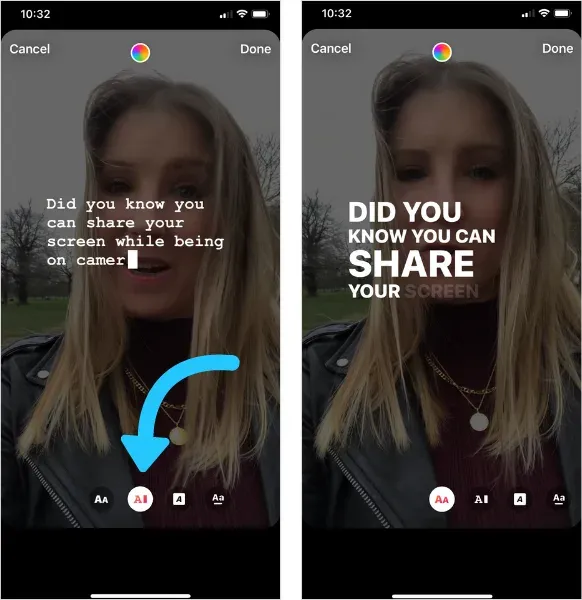 10:32
Cancel
Done
Did you know you
can share your
screen while being
on camer
AA
A
A
Aa
10:32
Cancel
Done
DID YOU
KNOW YOU CAN
SHARE
YOUR SCREEN
AA
A
A
Aa